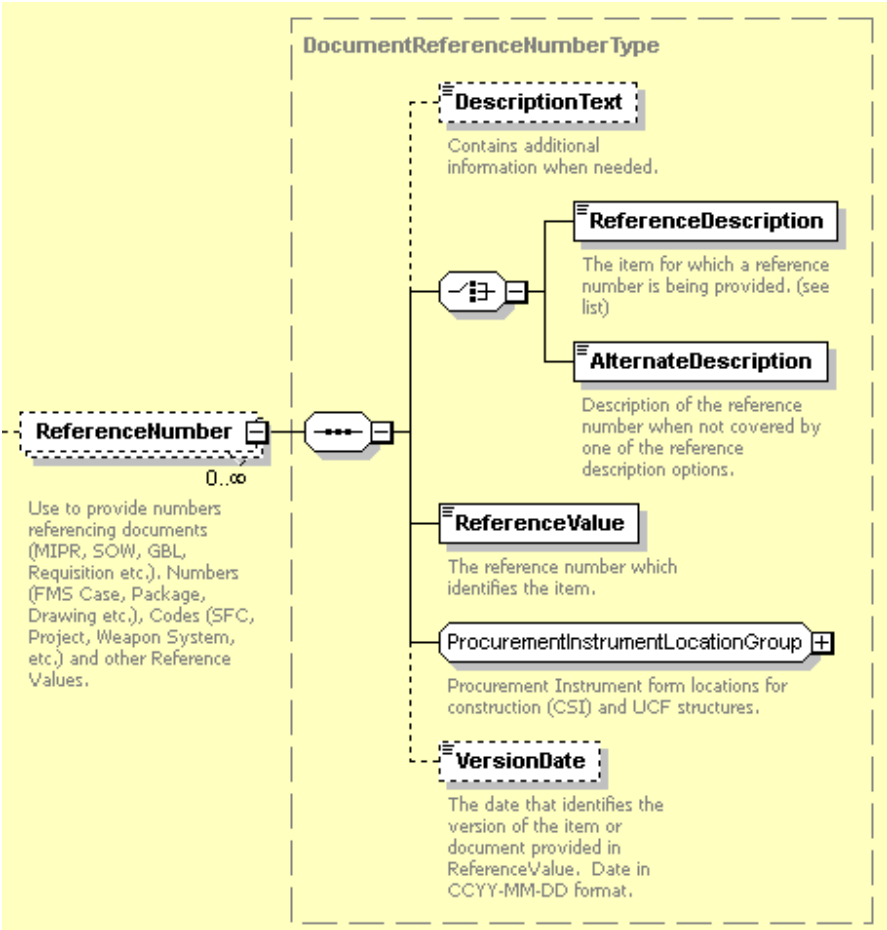 DocumentReferenceNumberType
DescriptionText
Contains additional
information when needed.
ReferenceDescription
The item for which a reference
number is being provided. (see
list)
AlternateDescription
Description of the reference
number when not covered by
one of the reference
description options.
ReferenceNumber
0..∞
Use to provide numbers
referencing documents
(MIPR, SOW, GBL,
Requisition etc.). Numbers
(FMS Case, Package,
Drawing etc.), Codes (SFC,
Project, Weapon System,
etc.) and other Reference
Values.
ReferenceValue
The reference number which
identifies the item.
ProcurementInstrumentLocationGroup
Procurement Instrument form locations for
construction (CSI) and UCF structures.
VersionDate
The date that identifies the
version of the item or
document provided in
ReferenceValue. Date in
CCYY-MM-DD format.